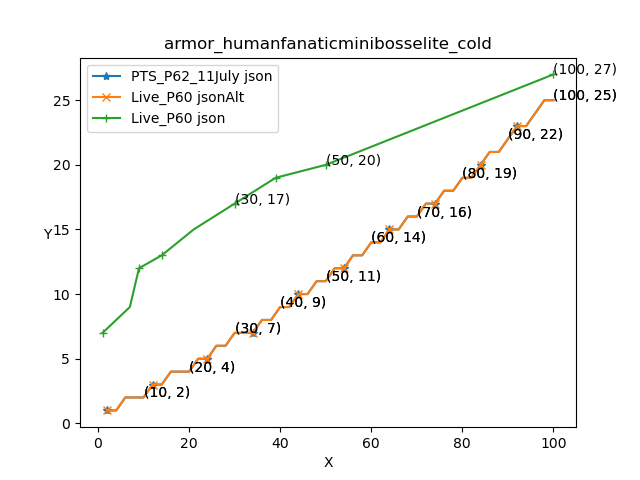 armor_humanfanaticminibosselite_cold
PTS_P62_11July json
Live_P60 jsonAlt
Live_P60 json
(100, 27)
(100, 25)
(90, 22)
(50, 20)
(80, 19)
(30, 17)
(70, 16)
(60, 14)
(50, 11)
(40, 9)
(30, 7)
(20, 4)
(10, 2)
Y
25
20
15
10
5
0
0 20 40 60 80 100
X